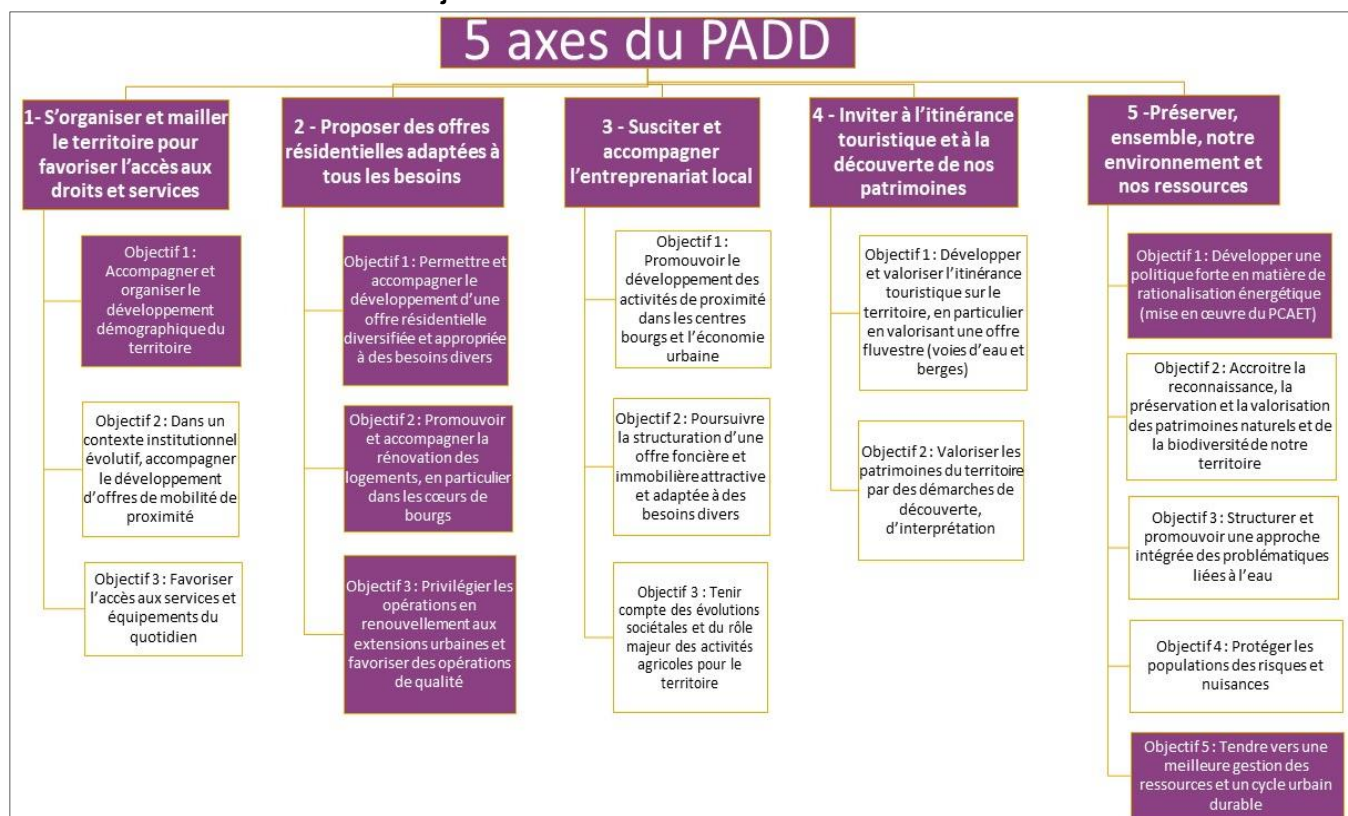 5 axes du PADD
1- S’organiser et mailler
le territoire pour
favoriser l’accès aux
droits et services
Objectif 1 :
Accompagner et
organiser le
développement
démographique du
territoire
Objectif 2 : Dans un
contexte institutionnel
évolutif, accompagner
le développement
d’offres de mobilité de
proximité
Objectif 3 : Favoriser
l’accès aux services et
équipements du
quotidien
2 - Proposer des offres
résidentielles adaptées à
tous les besoins
Objectif 1 : Permettre et
accompagner le
développement d’une
offre résidentielle
diversifiée et appropriée
à des besoins divers
Objectif 2 : Promouvoir
et accompagner la
rénovation des
logements, en particulier
dans les cœurs de
bourgs
Objectif 3 : Privilégier les
opérations en
renouvellement aux
extensions urbaines et
favoriser des opérations
de qualité
3 - Susciter et
accompagner
l’entreprenariat local
Objectif 1 :
Promouvoir le
développement des
activités de proximité
dans les centres
bourgs et l’économie
urbaine
Objectif 2 : Poursuivre
la structuration d’une
offre foncière et
immobilière attractive
et adaptée à des
besoins divers
Objectif 3 : Tenir
compte des évolutions
sociétales et du rôle
majeur des activités
agricoles pour le
territoire
4 - Inviter à l’itinérance
touristique et à la
découverte de nos
patrimoines
Objectif 1 : Développer
et valoriser l’itinérance
touristique sur le
territoire, en particulier
en valorisant une offre
fluvestre (voies d’eau et
berges)
Objectif 2 : Valoriser les
patrimoines du territoire
par des démarches de
découverte,
d’interprétation
5 -Préserver,
ensemble, notre
environnement et
nos ressources
Objectif 1 : Développer une
politique forte en matière de
rationalisation énergétique
(mise en œuvre du PCAET)
Objectif 2 : Accroitre la
reconnaissance, la
préservation et la valorisation
des patrimoines naturels et de
la biodiversité de notre
territoire
Objectif 3 : Structurer et
promouvoir une approche
intégrée des problématiques
liées à l’eau
Objectif 4 : Protéger les
populations des risques et
nuisances
Objectif 5 : Tendre vers une
meilleure gestion des
ressources et un cycle urbain
durable